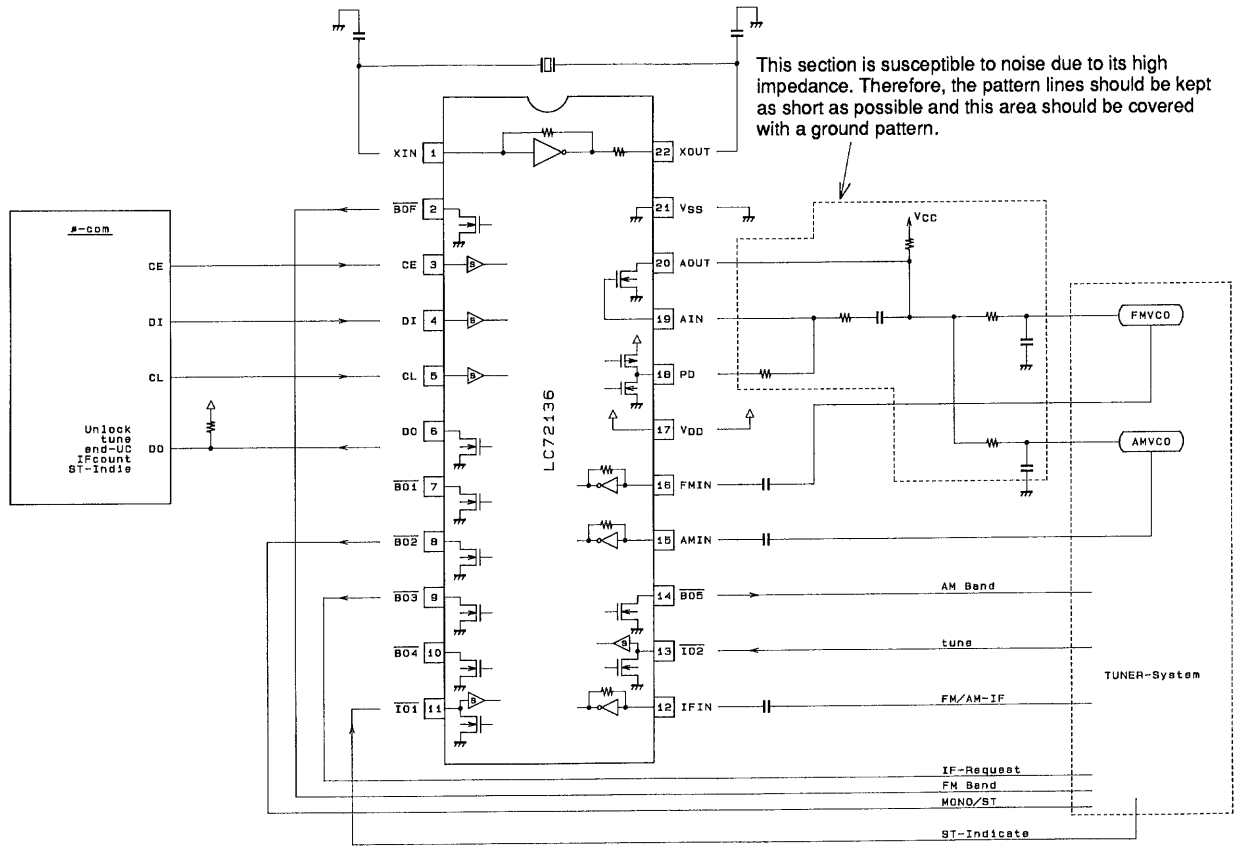 This section is susceptible to noise due to its high
impedance. Therefore, the pattern lines should be kept
as short as possible and this area should be covered
with a ground pattern.
XIN 1
22 XOUT
BOF 2
21 VSS
μ-com
VCC
CE
CE 3
20 AOUT
DI
DI 4
19 AIN
FMVCO
CL
CL 5
18 PD
LC72136
17 VDD
Unlock
tune
end-UC
IFcount
ST-Indic
DO
DO 6
AMVCO
BO1 7
16 FMIN
BO2 8
15 AMIN
BO3 9
14 BO5
AM Band
BO4 10
13 IO2
tune
TUNER-System
IO1 11
12 IFIN
FM/AM-IF
IF-Request
FM Band
MONO/ST
ST-Indicate
S
S
S
S
S